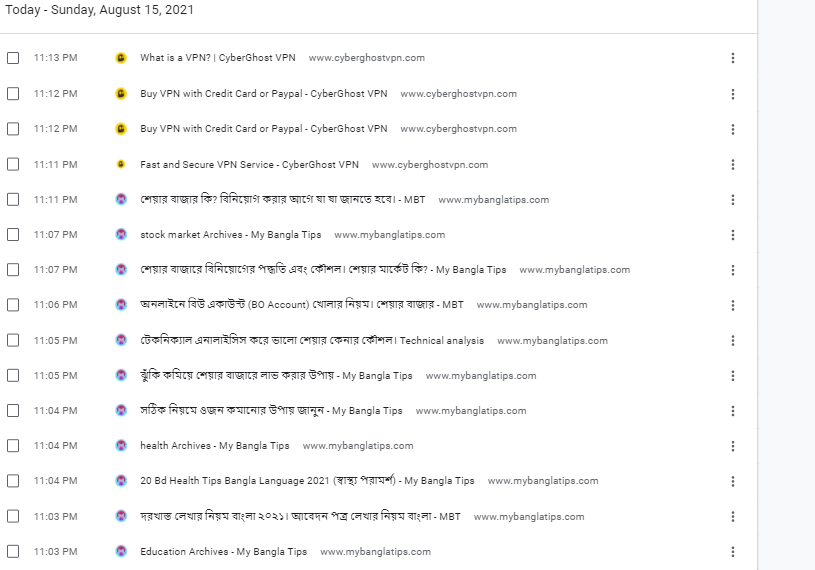 Today - Sunday, August 15, 2021
11:13 PM What is a VPN? | CyberGhost VPN www.cyberghostvpn.com
11:12 PM Buy VPN with Credit Card or Paypal - CyberGhost VPN www.cyberghostvpn.com
11:12 PM Buy VPN with Credit Card or Paypal - CyberGhost VPN www.cyberghostvpn.com
11:11 PM Fast and Secure VPN Service - CyberGhost VPN www.cyberghostvpn.com
11:11 PM শেয়ার বাজার কি? বিনিয়োগ করার আগে যা যা জানতে হবে। - MBT www.mybanglatips.com
11:07 PM stock market Archives - My Bangla Tips www.mybanglatips.com
11:07 PM শেয়ার বাজারে বিনিয়োগের পদ্ধতি এবং কৌশল। শেয়ার মার্কেট কি? - My Bangla Tips www.mybanglatips.com
11:06 PM অনলাইনে বিউ একাউন্ট (BO Account) খোলার নিয়ম। শেয়ার বাজার - MBT www.mybanglatips.com
11:05 PM টেকনিক্যাল এনালাইসিস করে ভালো শেয়ার কেনার কৌশল। Technical analysis www.mybanglatips.com
11:05 PM ঝুঁকি কমিয়ে শেয়ার বাজারে লাভ করার উপায় - My Bangla Tips www.mybanglatips.com
11:04 PM সঠিক নিয়মে ওজন কমানোর উপায় জানুন - My Bangla Tips www.mybanglatips.com
11:04 PM health Archives - My Bangla Tips www.mybanglatips.com
11:04 PM 20 Bd Health Tips Bangla Language 2021 (স্বাস্থ্য পরামর্শ) - My Bangla Tips www.mybanglatips.com
11:03 PM দরখাস্ত লেখার নিয়ম বাংলা ২০২১। আবেদন পত্র লেখার নিয়ম বাংলা - MBT www.mybanglatips.com
11:03 PM Education Archives - My Bangla Tips www.mybanglatips.com